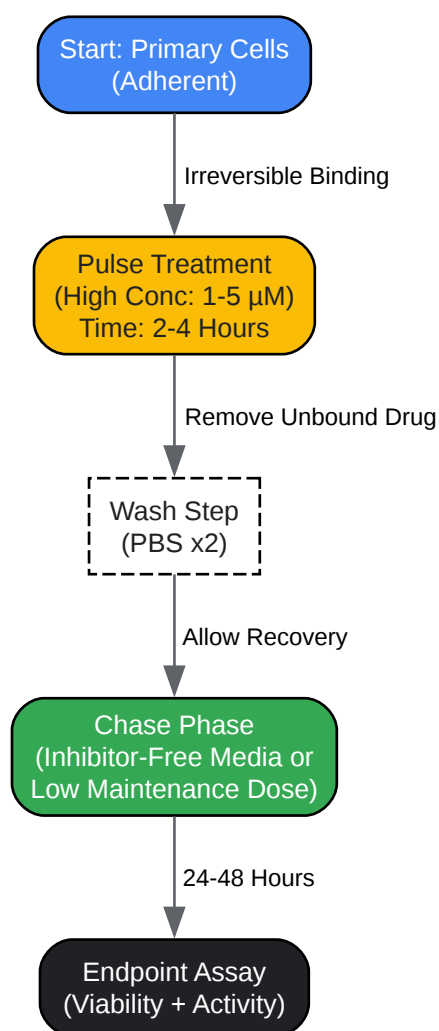 Start: Primary Cells
(Adherent)
Irreversible Binding
Pulse Treatment
(High Conc: 1-5 µM)
Time: 2-4 Hours
Remove Unbound Drug
Wash Step
(PBS x2)
Allow Recovery
Chase Phase
(Inhibitor-Free Media or
Low Maintenance Dose)
24-48 Hours
Endpoint Assay
(Viability + Activity)